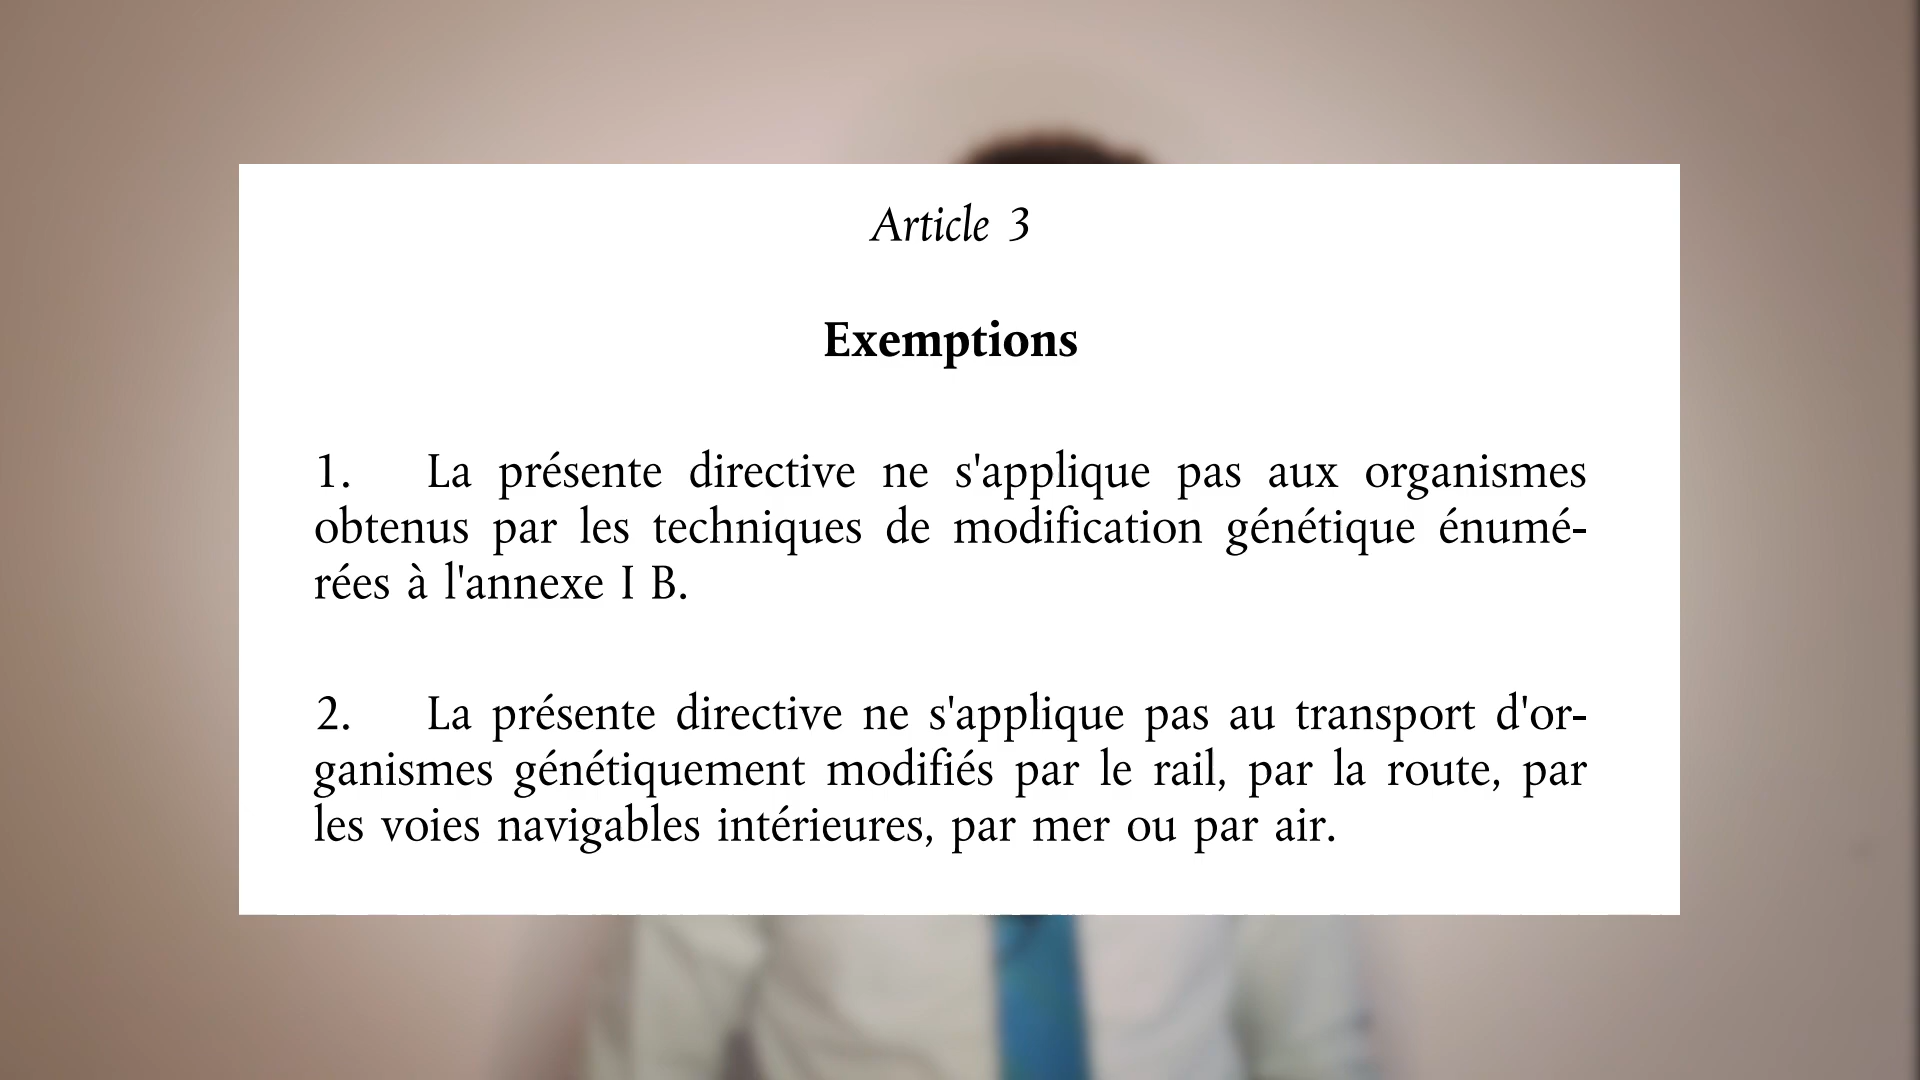 Article 3
Exemptions
1. La présente directive ne s'applique pas aux organismes
obtenus par les techniques de modification génétique énumé-
rées à l'annexe I B.
2. La présente directive ne s'applique pas au transport d'or-
ganismes génétiquement modifiés par le rail, par la route, par
les voies navigables intérieures, par mer ou par air.